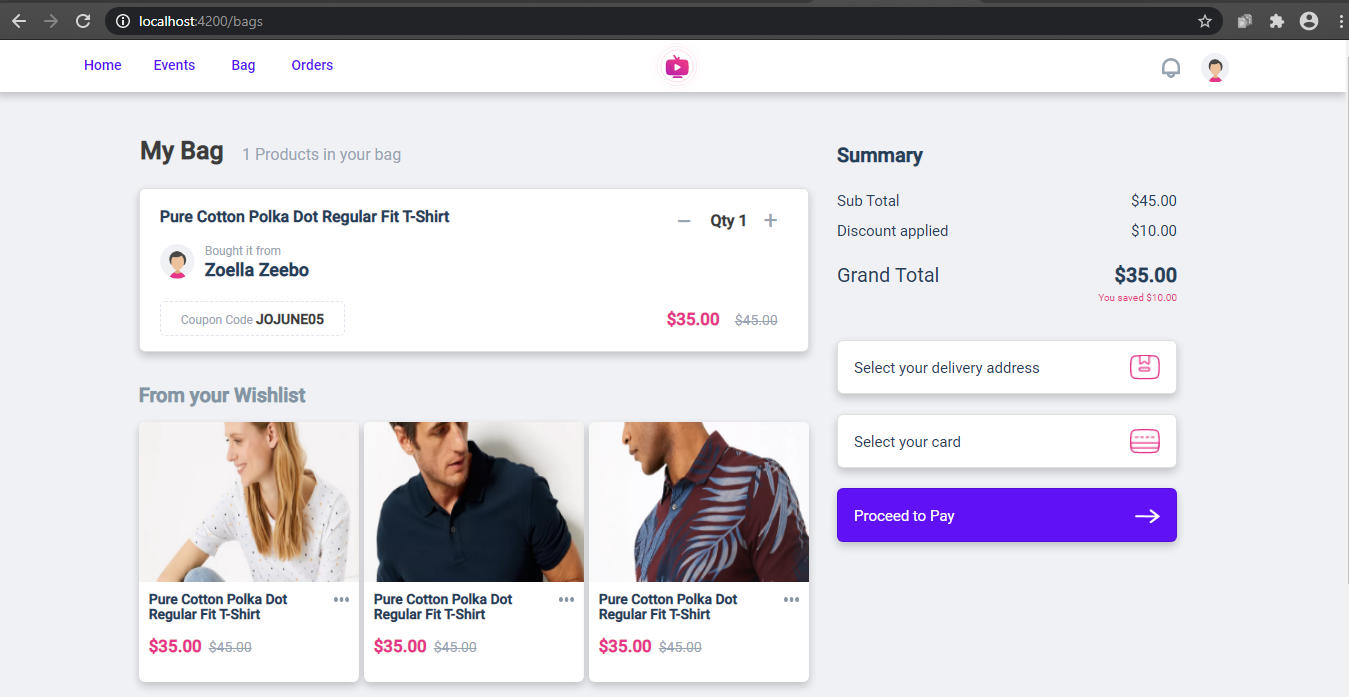 localhost:4200/bags
Home Events Bag Orders
My Bag 1 Products in your bag
Pure Cotton Polka Dot Regular Fit T-Shirt
Qty 1
Bought it from
Zoella Zeebo
Coupon Code JOJUNE05
$35.00 $45.00
From your Wishlist
Pure Cotton Polka Dot
Regular Fit T-Shirt
$35.00 $45.00
Pure Cotton Polka Dot
Regular Fit T-Shirt
$35.00 $45.00
Pure Cotton Polka Dot
Regular Fit T-Shirt
$35.00 $45.00
Summary
Sub Total $45.00
Discount applied $10.00
Grand Total $35.00
You saved $10.00
Select your delivery address
Select your card
Proceed to Pay